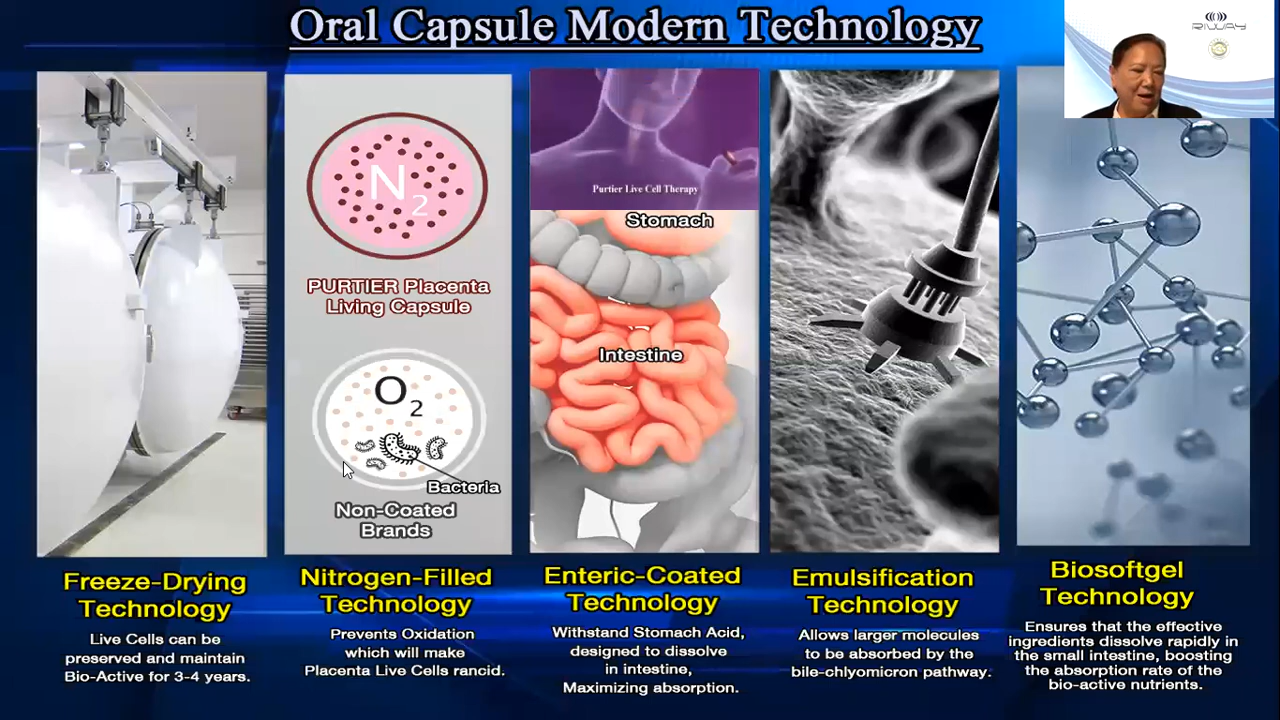 Oral Capsule Modern Technology
RIWAY
N2
PURTIER Placenta
Living Capsule
O2
Bacteria
Non-Coated
Brands
Purtier Live Cell Therapy
Stomach
Intestine
Freeze-Drying
Technology
Live Cells can be
preserved and maintain
Bio-Active for 3-4 years.
Nitrogen-Filled
Technology
Prevents Oxidation
which will make
Placenta Live Cells rancid.
Enteric-Coated
Technology
Withstand Stomach Acid,
designed to dissolve
in intestine,
Maximizing absorption.
Emulsification
Technology
Allows larger molecules
to be absorbed by the
bile-chlyomicron pathway.
Biosoftgel
Technology
Ensures that the effective
ingredients dissolve rapidly in
the small intestine, boosting
the absorption rate of the
bio-active nutrients.